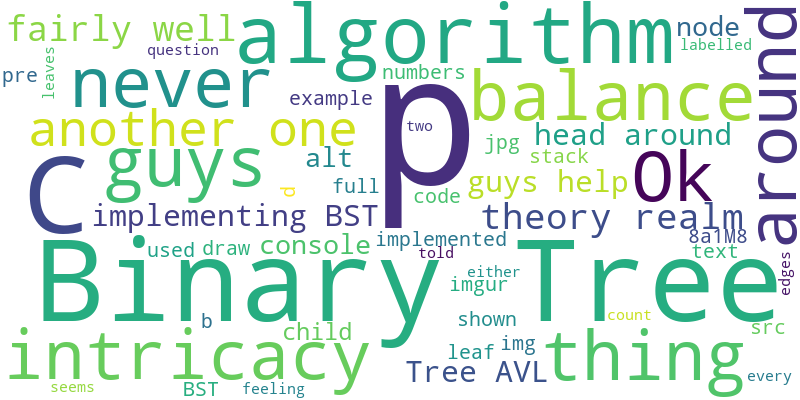 fairly well
question
algorithm
node
labelled
around
pre
leaves
never
numbers
example
p
balance
another one
two
head around
jpg
stack
C
guys
alt
full
d
code
guys help
Ok
implementing BST
theory realm
8a1M8
Binary Tree
used
draw
console
implemented
told
text
either
imgur
edges
b
child
shown
count
src
intricacy
leaf
img
thing
seems
BST
feeling
Tree AVL
every